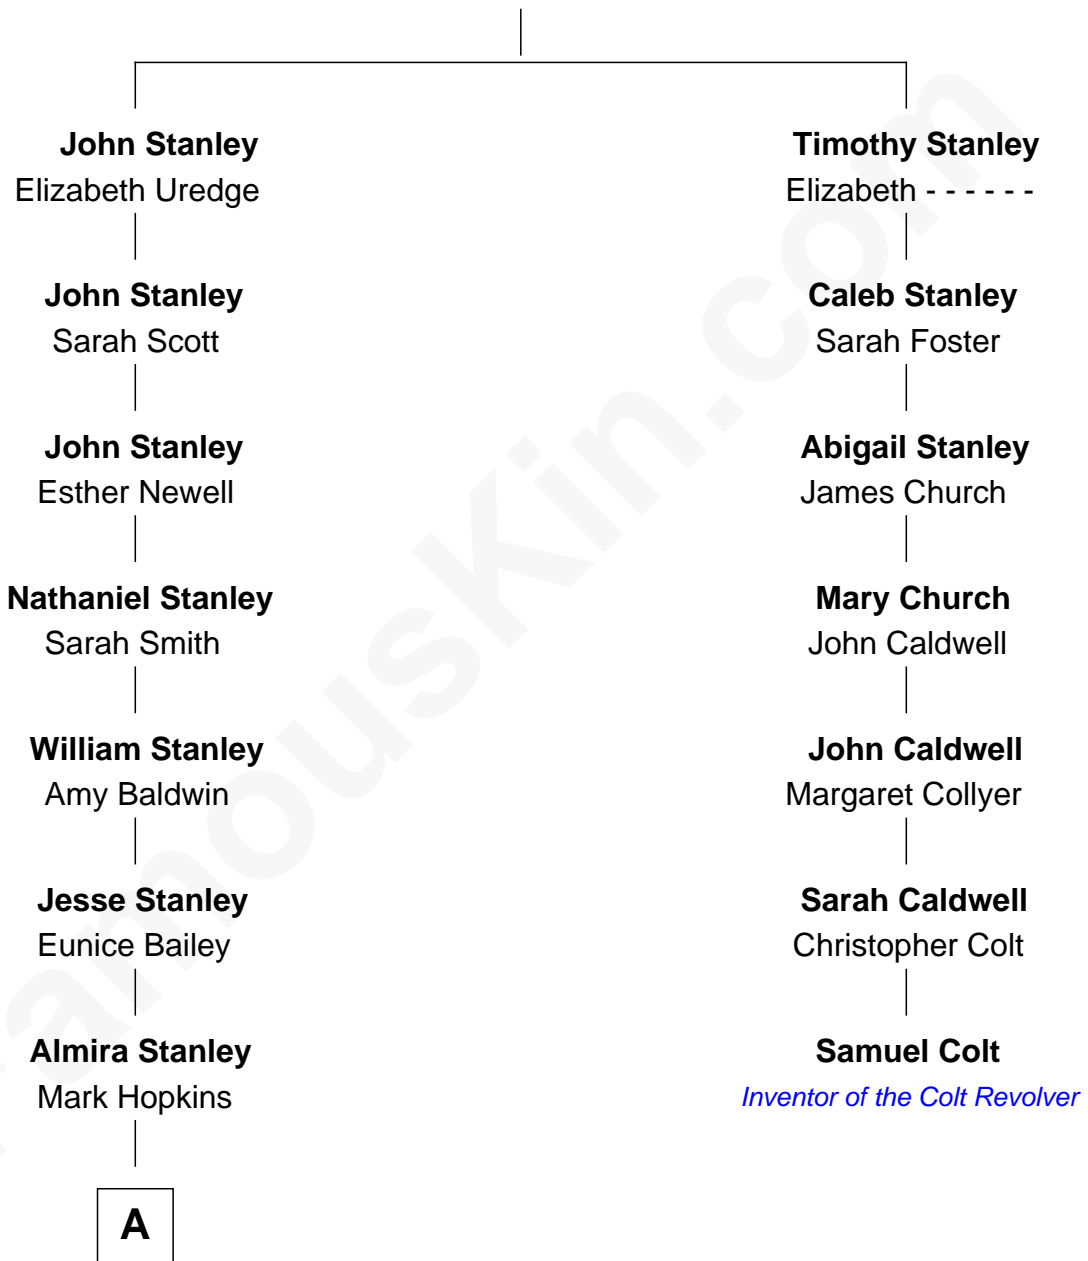 John Stanley
Elizabeth Uredge
Timothy Stanley
Elizabeth - - - - - -
John Stanley
Sarah Scott
Caleb Stanley
Sarah Foster
John Stanley
Esther Newell
Abigail Stanley
James Church
Nathaniel Stanley
Sarah Smith
Mary Church
John Caldwell
William Stanley
Amy Baldwin
John Caldwell
Margaret Collyer
Jesse Stanley
Eunice Bailey
Sarah Caldwell
Christopher Colt
Almira Stanley
Mark Hopkins
Samuel Colt
Inventor of the Colt Revolver
A
FamousKin.com